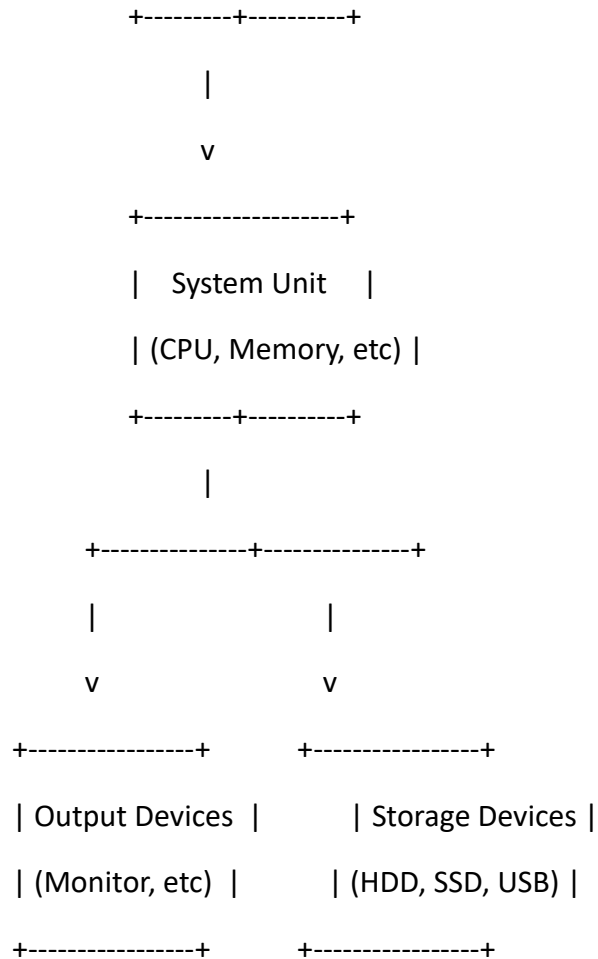 +---------+----------+
|
v
+--------------------+
| System Unit |
| (CPU, Memory, etc) |
+---------+----------+
|
+---------------+---------------+
| |
v v
+-----------------+ +-----------------+
| Output Devices | | Storage Devices |
| (Monitor, etc) | | (HDD, SSD, USB) |
+-----------------+ +-----------------+